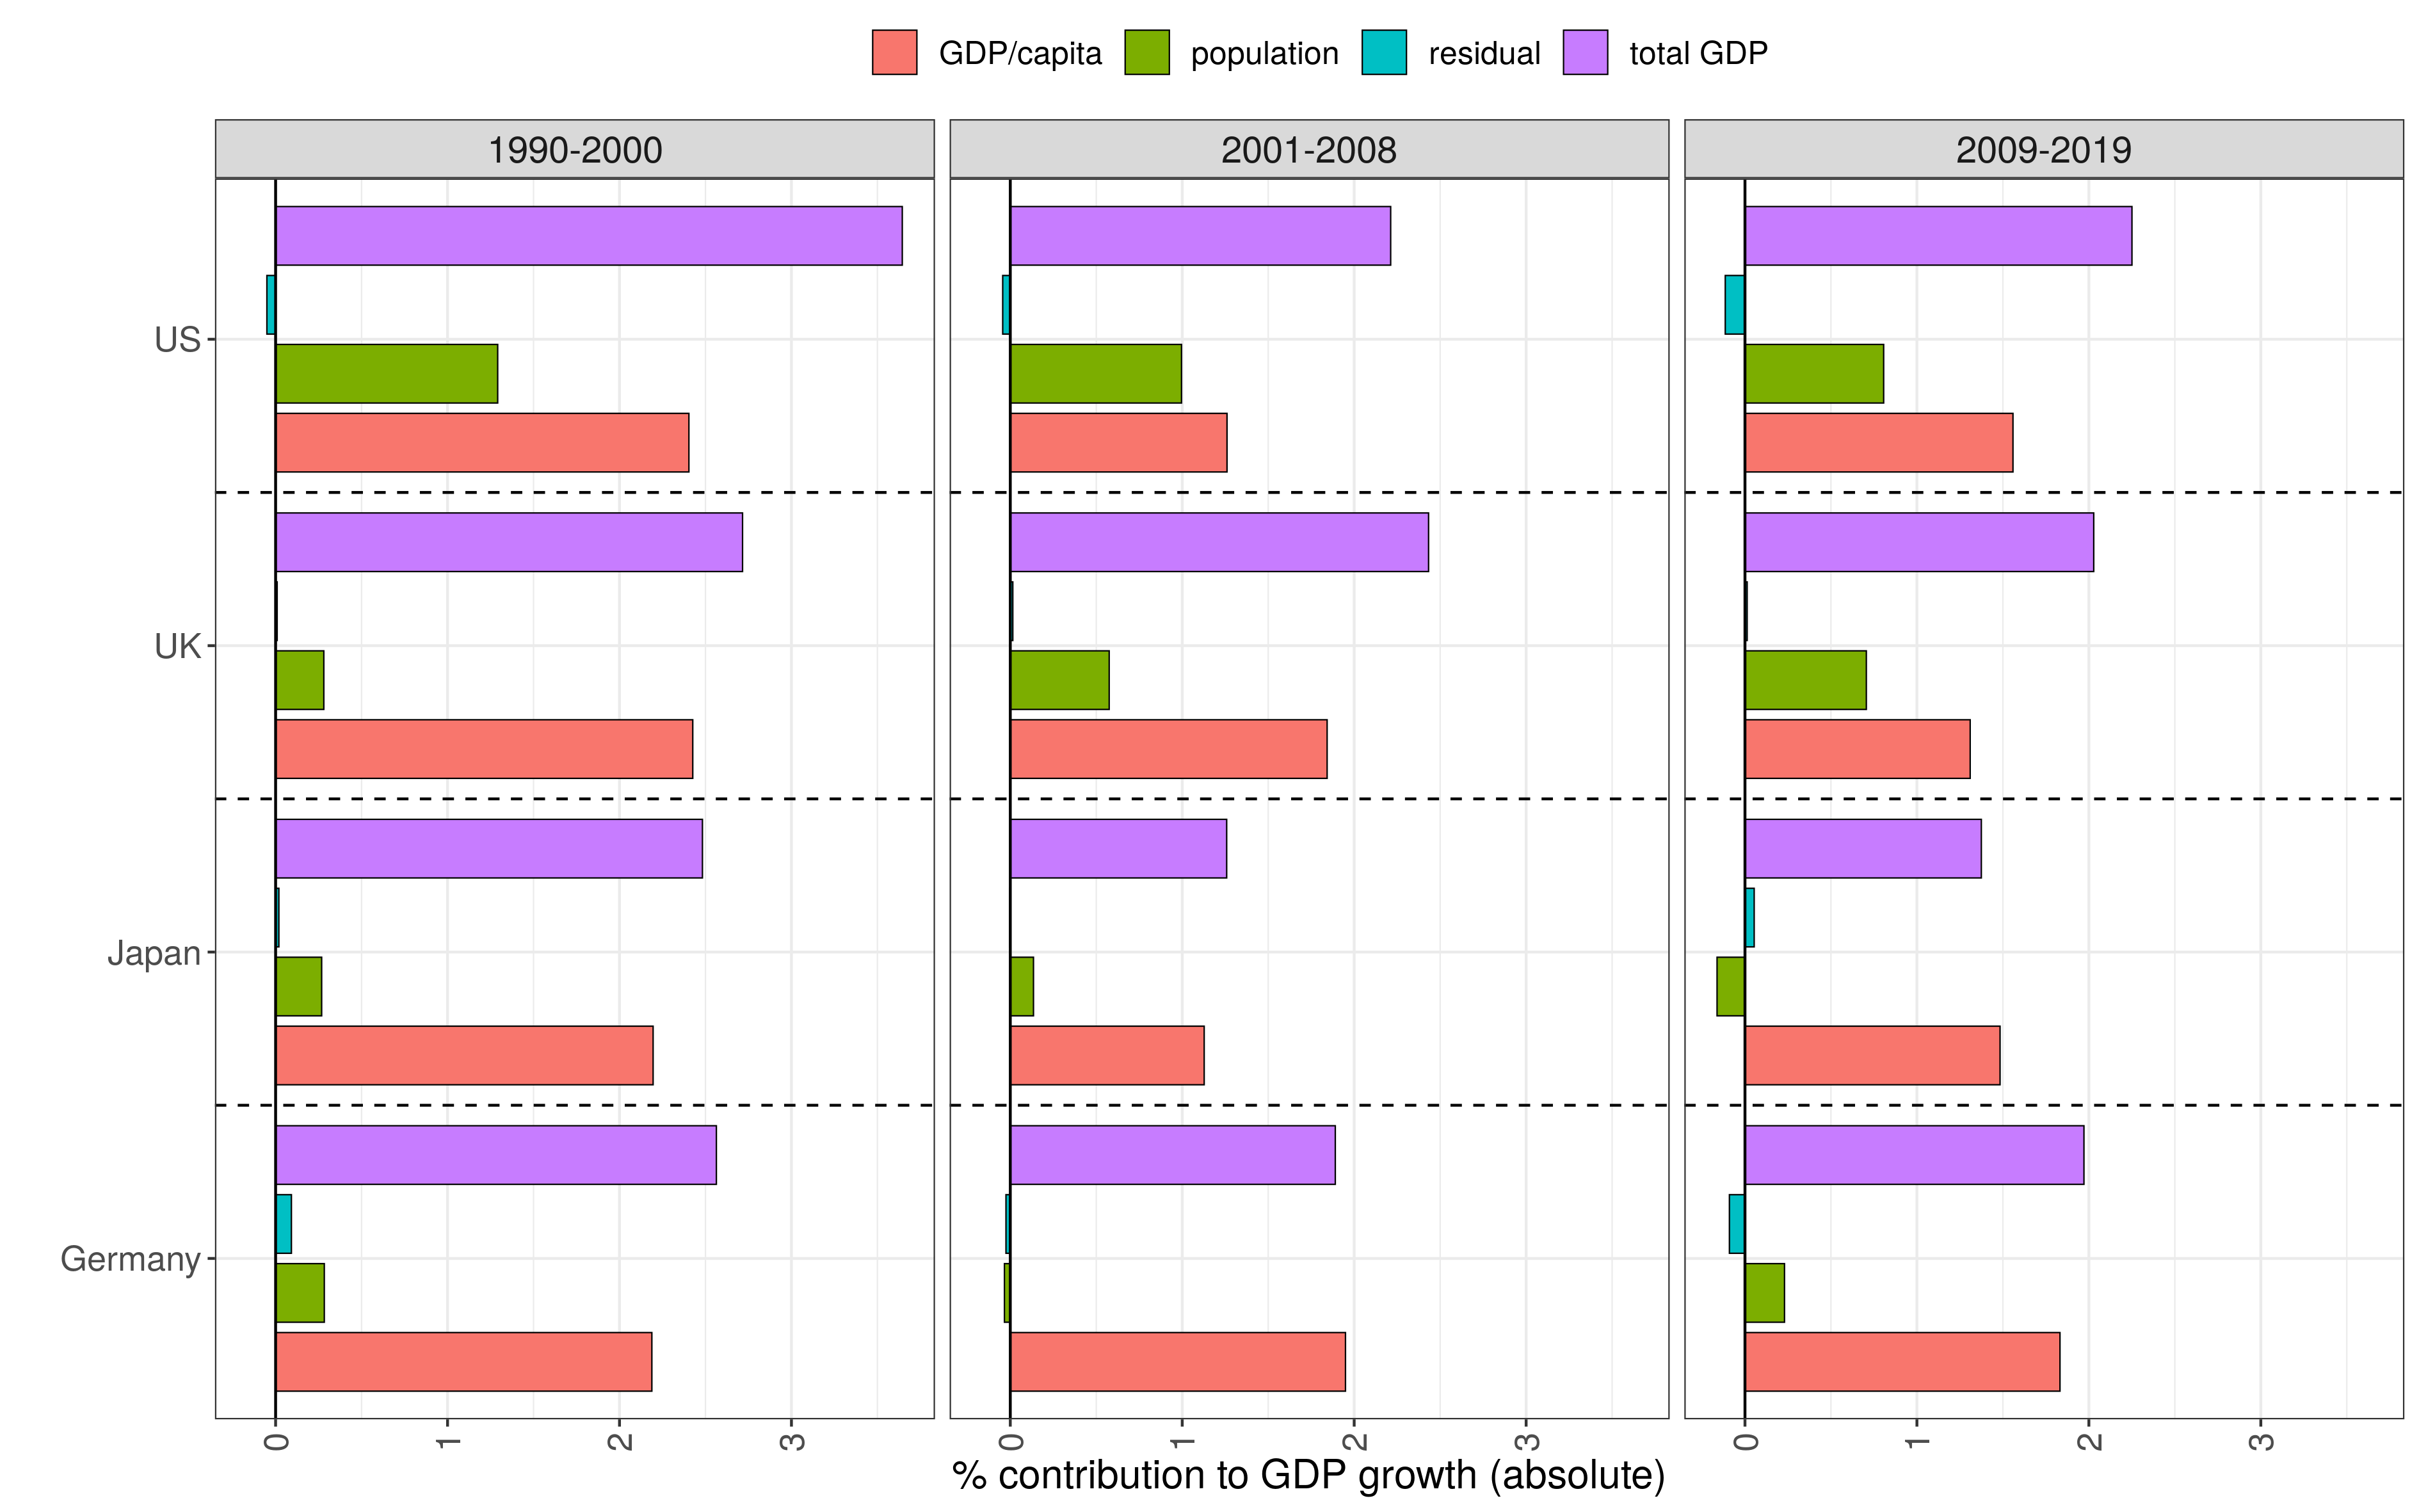 GDP/capita population residual total GDP
1990-2000 2001-2008 2009-2019
US
UK
Japan
Germany
0 1 2 3 0 1 2 3 0 1 2 3
% contribution to GDP growth (absolute)